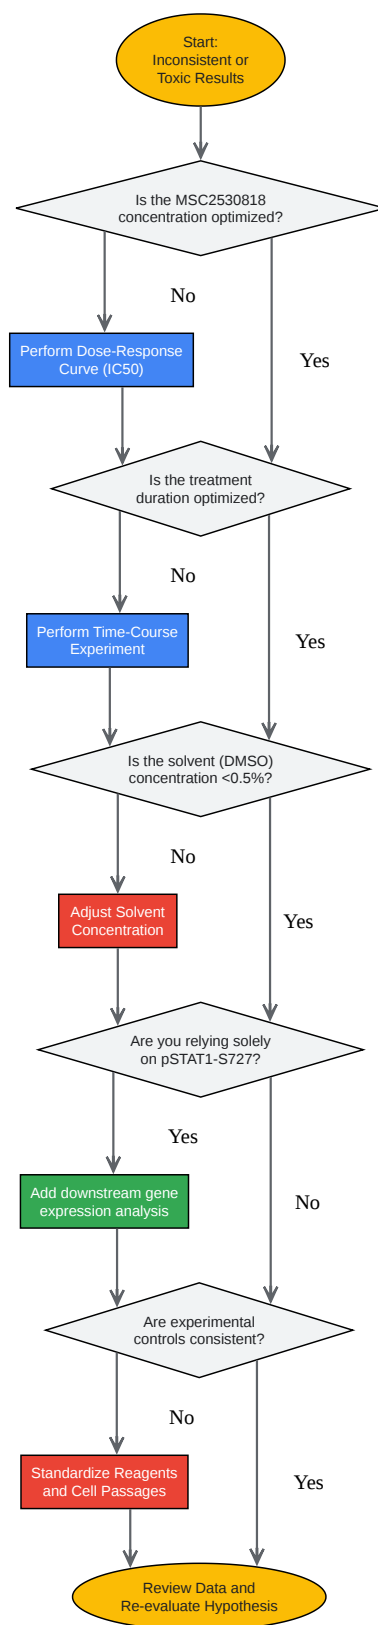 Start:
Inconsistent or
Toxic Results
Is the MSC2530818
concentration optimized?
No
Perform Dose-Response
Curve (IC50)
Yes
Is the treatment
duration optimized?
No
Perform Time-Course
Experiment
Yes
Is the solvent (DMSO)
concentration <0.5%?
No
Adjust Solvent
Concentration
Yes
Are you relying solely
on pSTAT1-S727?
Yes
Add downstream gene
expression analysis
No
Are experimental
controls consistent?
No
Standardize Reagents
and Cell Passages
Yes
Review Data and
Re-evaluate Hypothesis